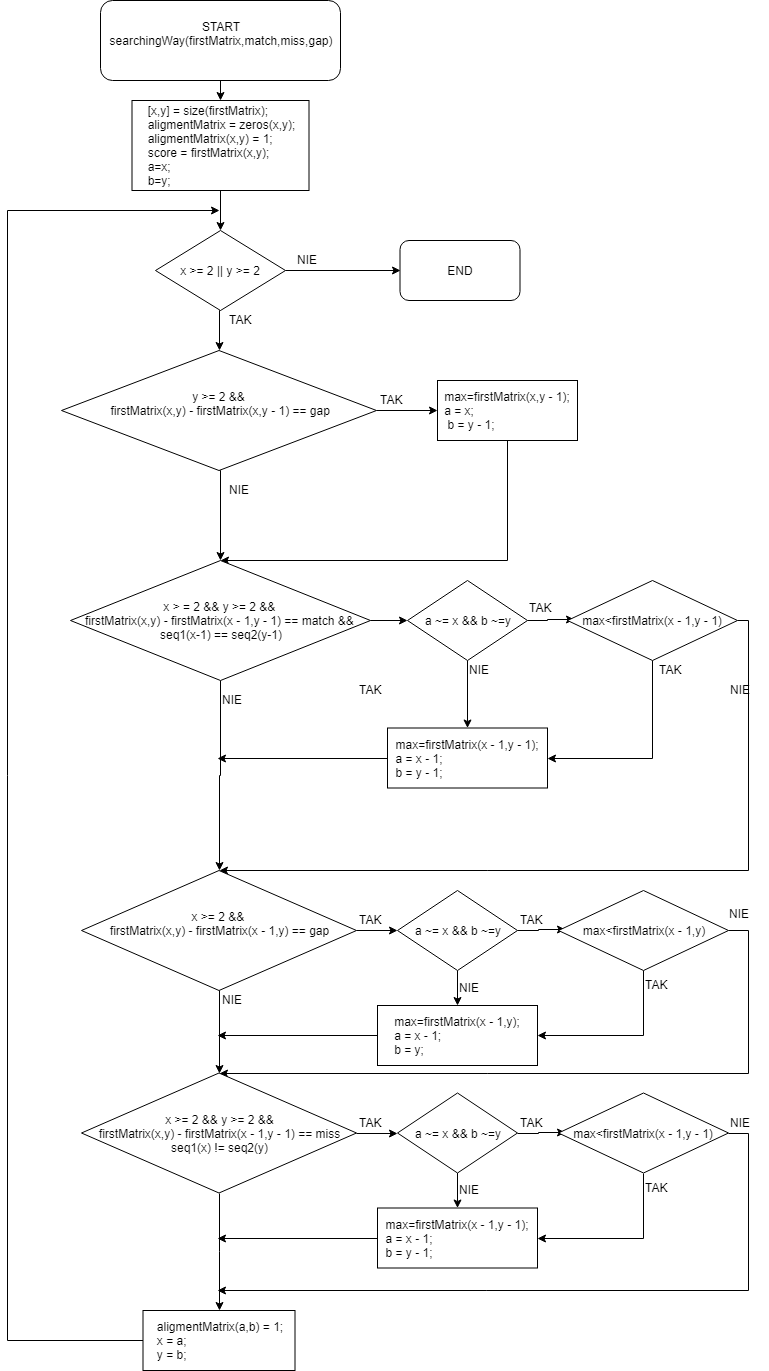 START
searchingWay(firstMatrix,match,miss,gap)
[x,y] = size(firstMatrix);
aligmentMatrix = zeros(x,y);
aligmentMatrix(x,y) = 1;
score = firstMatrix(x,y);
a=x;
b=y;
x >= 2 || y >= 2
NIE
END
TAK
y >= 2 &&
firstMatrix(x,y) - firstMatrix(x,y - 1) == gap
TAK
max=firstMatrix(x,y - 1);
a = x;
b = y - 1;
NIE
x > = 2 && y >= 2 &&
firstMatrix(x,y) - firstMatrix(x - 1,y - 1) == match &&
seq1(x-1) == seq2(y-1)
a ~= x && b ~=y
TAK
max<firstMatrix(x - 1,y - 1)
NIE
TAK
NIE
TAK
NIE
max=firstMatrix(x - 1,y - 1);
a = x - 1;
b = y - 1;
x >= 2 &&
firstMatrix(x,y) - firstMatrix(x - 1,y) == gap
TAK
a ~= x && b ~=y
TAK
max<firstMatrix(x - 1,y)
NIE
NIE
NIE
TAK
max=firstMatrix(x - 1,y);
a = x - 1;
b = y;
x >= 2 && y >= 2 &&
firstMatrix(x,y) - firstMatrix(x - 1,y - 1) == miss
seq1(x) != seq2(y)
TAK
a ~= x && b ~=y
TAK
max<firstMatrix(x - 1,y - 1)
NIE
NIE
TAK
max=firstMatrix(x - 1,y - 1);
a = x - 1;
b = y - 1;
aligmentMatrix(a,b) = 1;
x = a;
y = b;